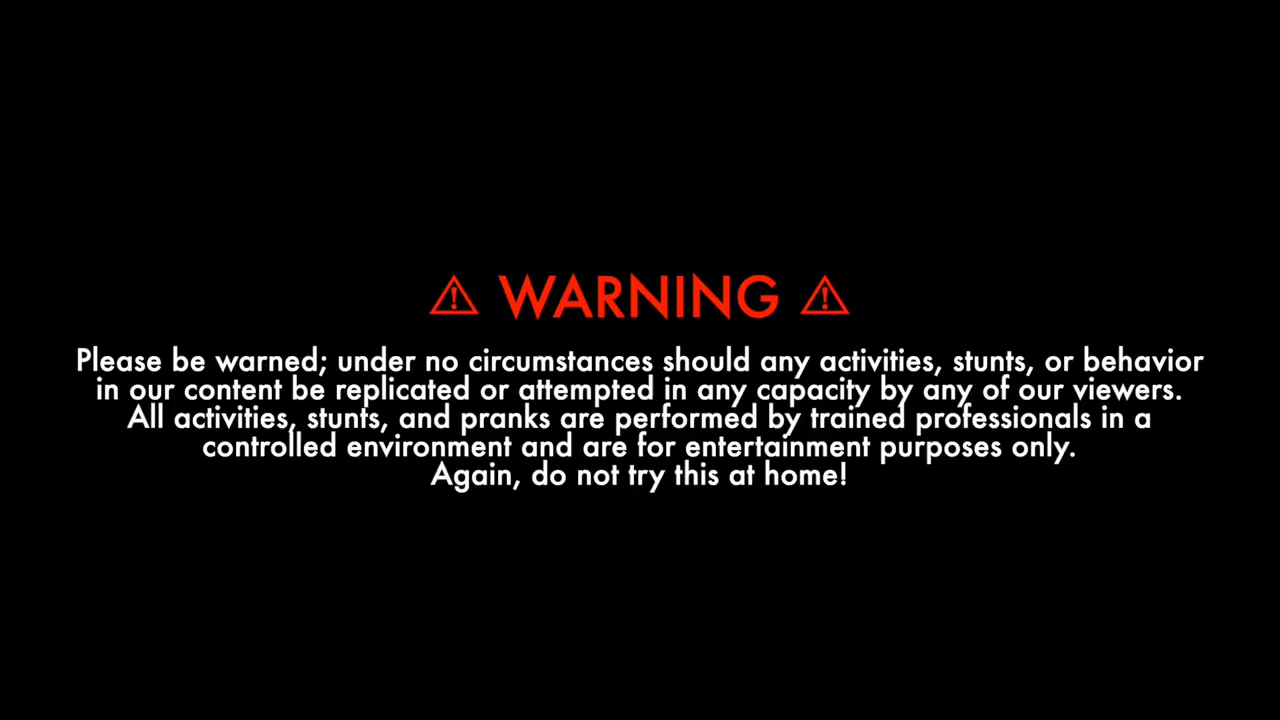 ⚠ WARNING ⚠
Please be warned; under no circumstances should any activities, stunts, or behavior
in our content be replicated or attempted in any capacity by any of our viewers.
All activities, stunts, and pranks are performed by trained professionals in a
controlled environment and are for entertainment purposes only.
Again, do not try this at home!